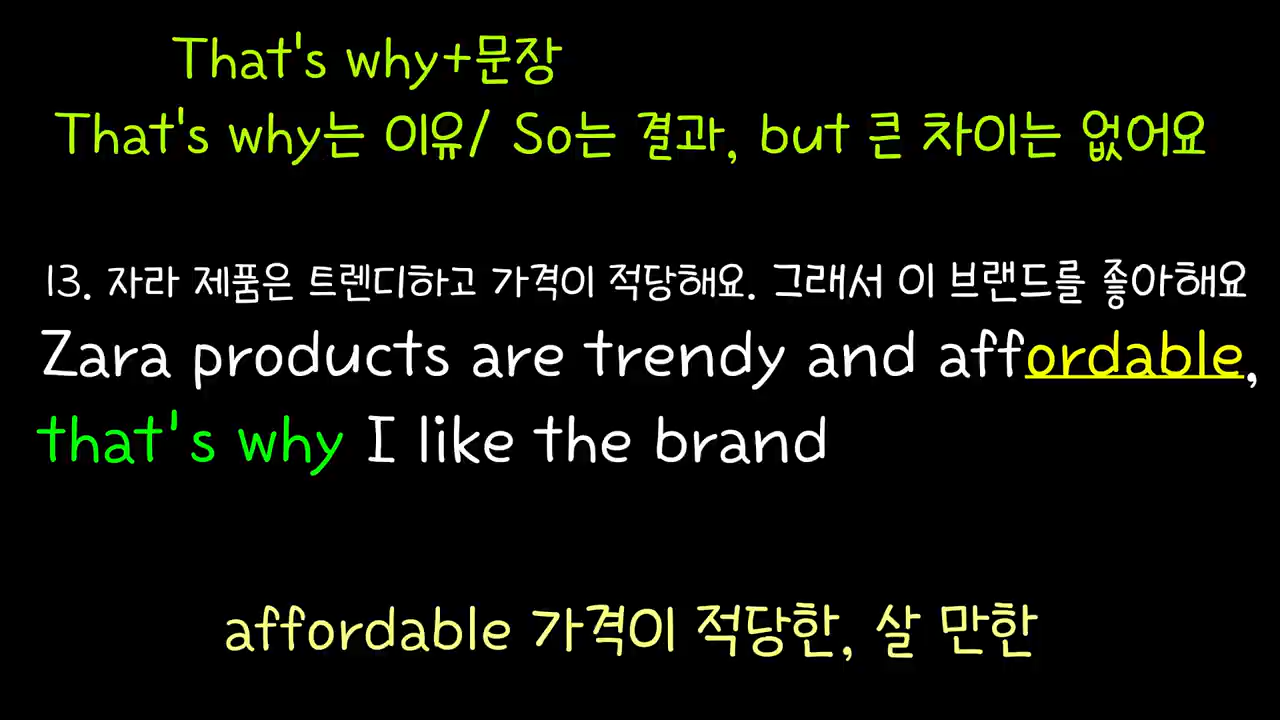 That's why+문장
That's why는 이유/ So는 결과, but 큰 차이는 없어요
13. 자라 제품은 트렌디하고 가격이 적당해요. 그래서 이 브랜드를 좋아해요
Zara products are trendy and affordable,
that's why I like the brand
affordable 가격이 적당한, 살 만한